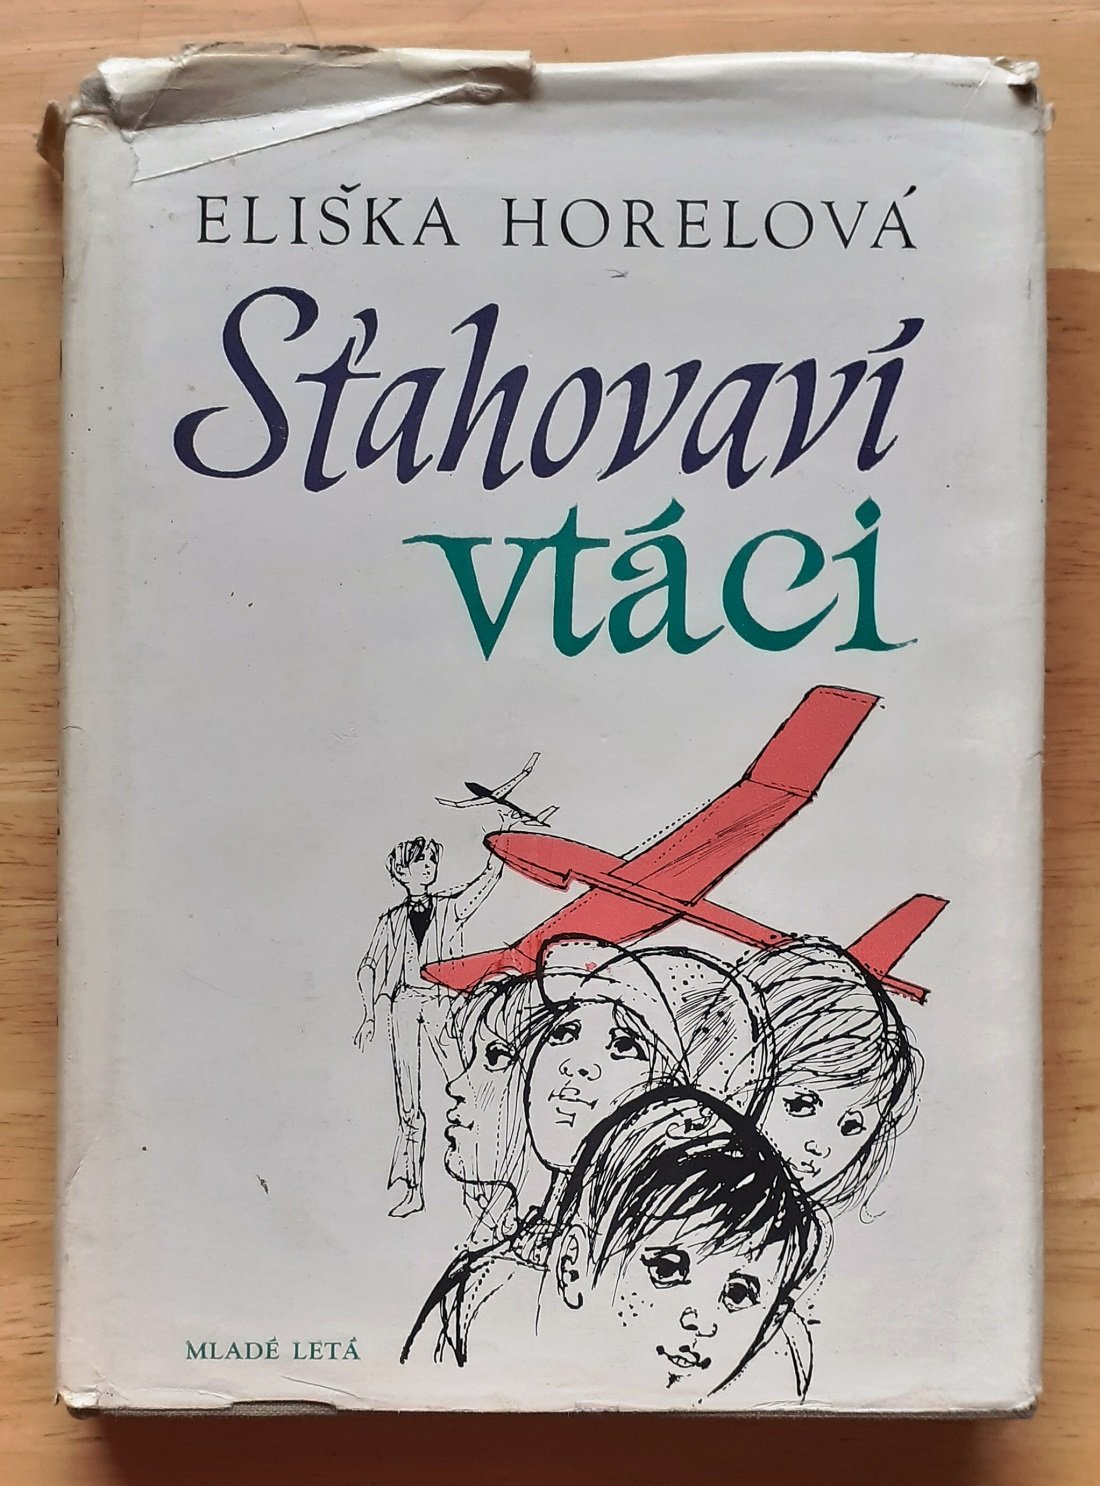 ELIŠKA HORELOVÁ
Sťahovaví
vtáci
MLADÉ LETÁ